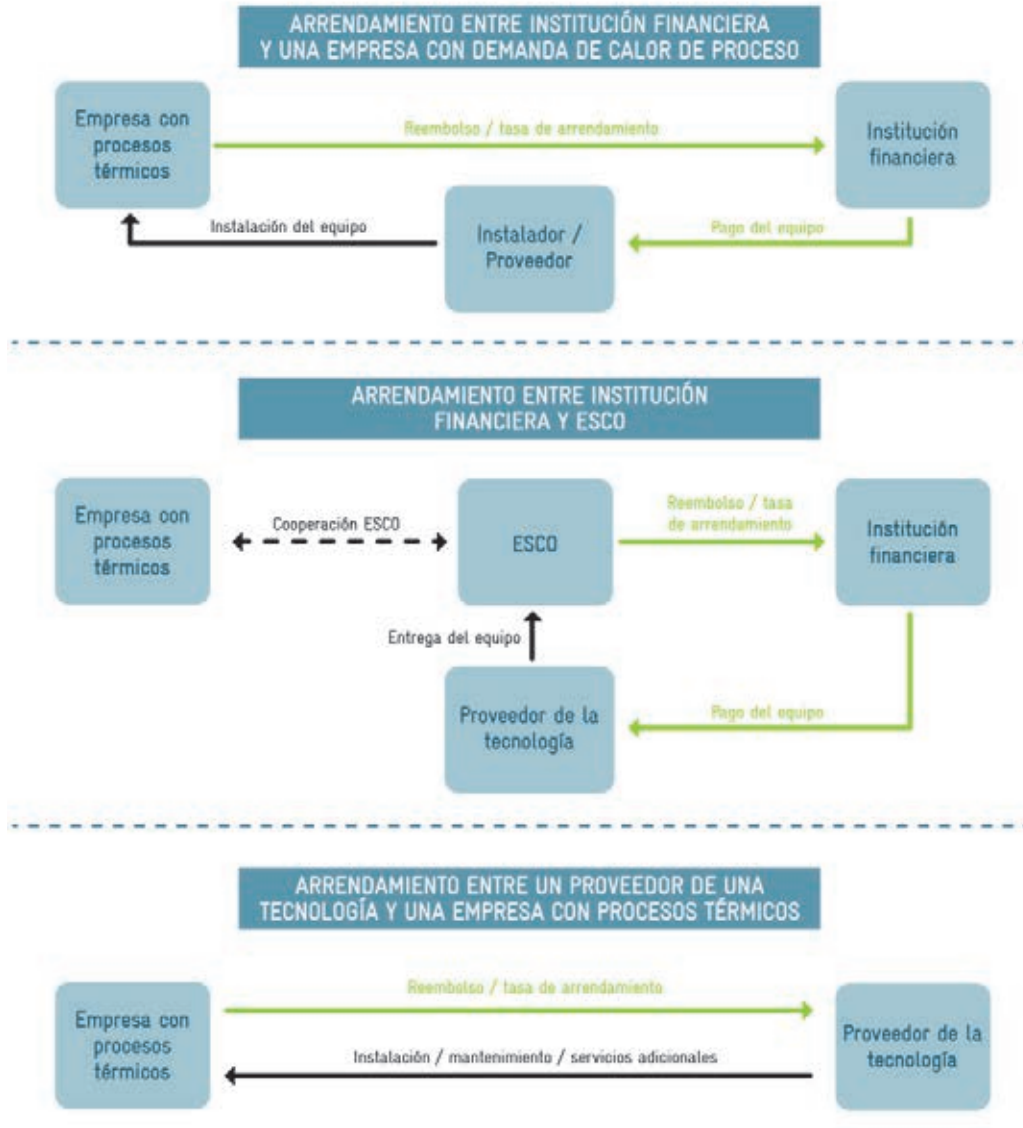 ARRENDAMIENTO ENTRE INSTITUCIÓN FINANCIERA
Y UNA EMPRESA CON DEMANDA DE CALOR DE PROCESO
Empresa con
procesos
térmicos
Reembolso / tasa de arrendamiento
Institución
financiera
Instalación del equipo
Instalador /
Proveedor
Pago del equipo
ARRENDAMIENTO ENTRE INSTITUCIÓN
FINANCIERA Y ESCO
Empresa con
procesos
térmicos
Cooperación ESCO
ESCO
Reembolso / tasa
de arrendamiento
Institución
financiera
Entrega del equipo
Proveedor de la
tecnología
Pago del equipo
ARRENDAMIENTO ENTRE UN PROVEEDOR DE UNA
TECNOLOGÍA Y UNA EMPRESA CON PROCESOS TÉRMICOS
Empresa con
procesos
térmicos
Reembolso / tasa de arrendamiento
Instalación / mantenimiento / servicios adicionales
Proveedor de la
tecnología